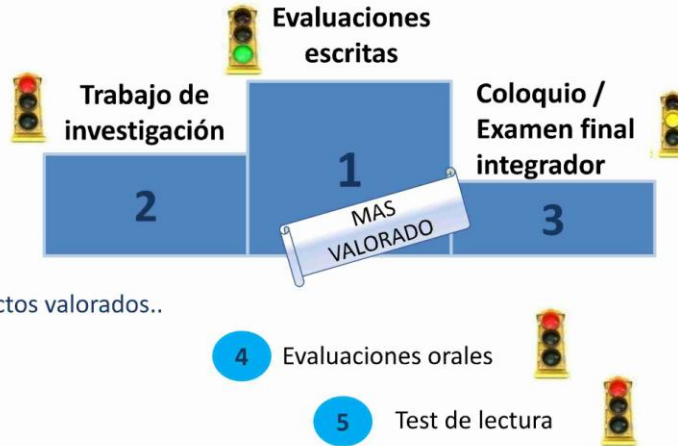 Evaluaciones
escritas
Trabajo de
investigación
Coloquio /
Examen final
integrador
1
2
3
MAS
VALORADO
valorados..
4 Evaluaciones orales
5 Test de lectura